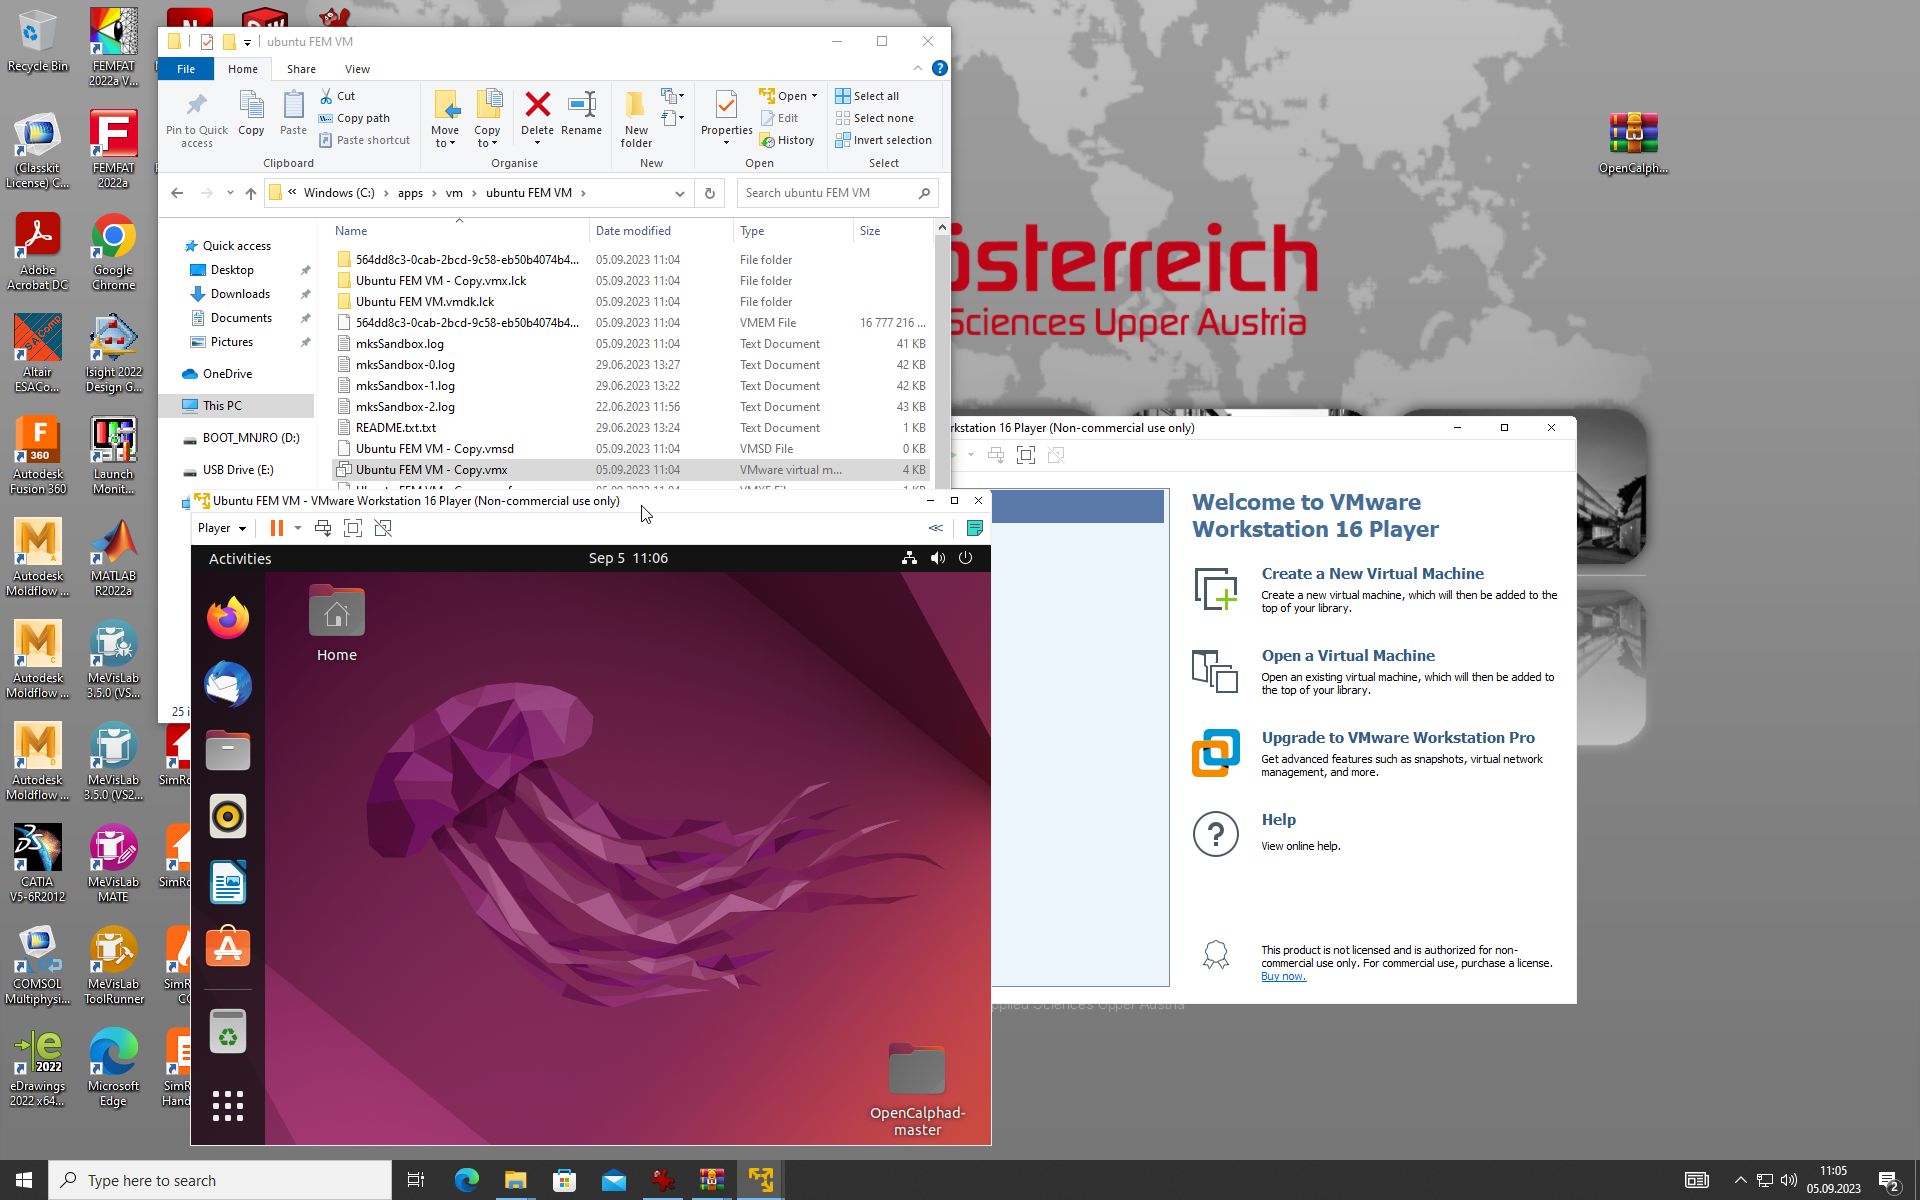 Recycle Bin
FEMFAT
2022a V...
(Classkit
License) C...
FEMFAT
2022a
Adobe
Acrobat DC
Google
Chrome
Altair
ESACo...
Isight 2022
Design G...
Autodesk
Fusion 360
Launch
Monit...
Autodesk
Moldflow ...
MATLAB
R2022a
Autodesk
Moldflow ...
MeVisLab
3.5.0 (VS...
Autodesk
Moldflow ...
MeVisLab
3.5.0 (VS2...
SimRo
CATIA
V5-6R2012
MeVisLab
MATE
SimRo
COMSOL
Multiphysi...
MeVisLab
ToolRunner
SimR
CO
eDrawings
2022 x64...
Microsoft
Edge
SimR
Hand
OpenCalph...
österreich
Sciences Upper Austria
ubuntu FEM VM
File
Home
Share
View
Pin to Quick
access
Copy
Paste
Cut
Copy path
Paste shortcut
Clipboard
Move
to
Copy
to
Delete
Rename
Organise
New
folder
New
Properties
Open
Edit
History
Open
Select all
Select none
Invert selection
Select
« Windows (C:) › apps › vm › ubuntu FEM VM ›
Search ubuntu FEM VM
Quick access
Desktop
Downloads
Documents
Pictures
OneDrive
This PC
BOOT_MNJRO (D:)
USB Drive (E:)
Name Date modified Type Size
564dd8c3-0cab-2bcd-9c58-eb50b4074b4... 05.09.2023 11:04 File folder
Ubuntu FEM VM - Copy.vmx.lck 05.09.2023 11:04 File folder
Ubuntu FEM VM.vmdk.lck 05.09.2023 11:04 File folder
564dd8c3-0cab-2bcd-9c58-eb50b4074b4... 05.09.2023 11:04 VMEM File 16 777 216 ...
mksSandbox.log 05.09.2023 11:04 Text Document 41 KB
mksSandbox-0.log 29.06.2023 13:27 Text Document 42 KB
mksSandbox-1.log 29.06.2023 13:22 Text Document 42 KB
mksSandbox-2.log 22.06.2023 11:56 Text Document 43 KB
README.txt.txt 29.06.2023 13:24 Text Document 1 KB
Ubuntu FEM VM - Copy.vmsd 05.09.2023 11:04 VMSD File 0 KB
Ubuntu FEM VM - Copy.vmx 05.09.2023 11:04 VMware virtual m... 4 KB
25 i
Ubuntu FEM VM - VMware Workstation 16 Player (Non-commercial use only)
Player
Activities
Sep 5 11:06
Home
OpenCalphad-
master
rkstation 16 Player (Non-commercial use only)
Welcome to VMware
Workstation 16 Player
Create a New Virtual Machine
Create a new virtual machine, which will then be added to the
top of your library.
Open a Virtual Machine
Open an existing virtual machine, which will then be added to
the top of your library.
Upgrade to VMware Workstation Pro
Get advanced features such as snapshots, virtual network
management, and more.
Help
View online help.
This product is not licensed and is authorized for non-
commercial use only. For commercial use, purchase a license.
Buy now.
pplied Sciences Upper Austria
Type here to search
11:05
05.09.2023
2